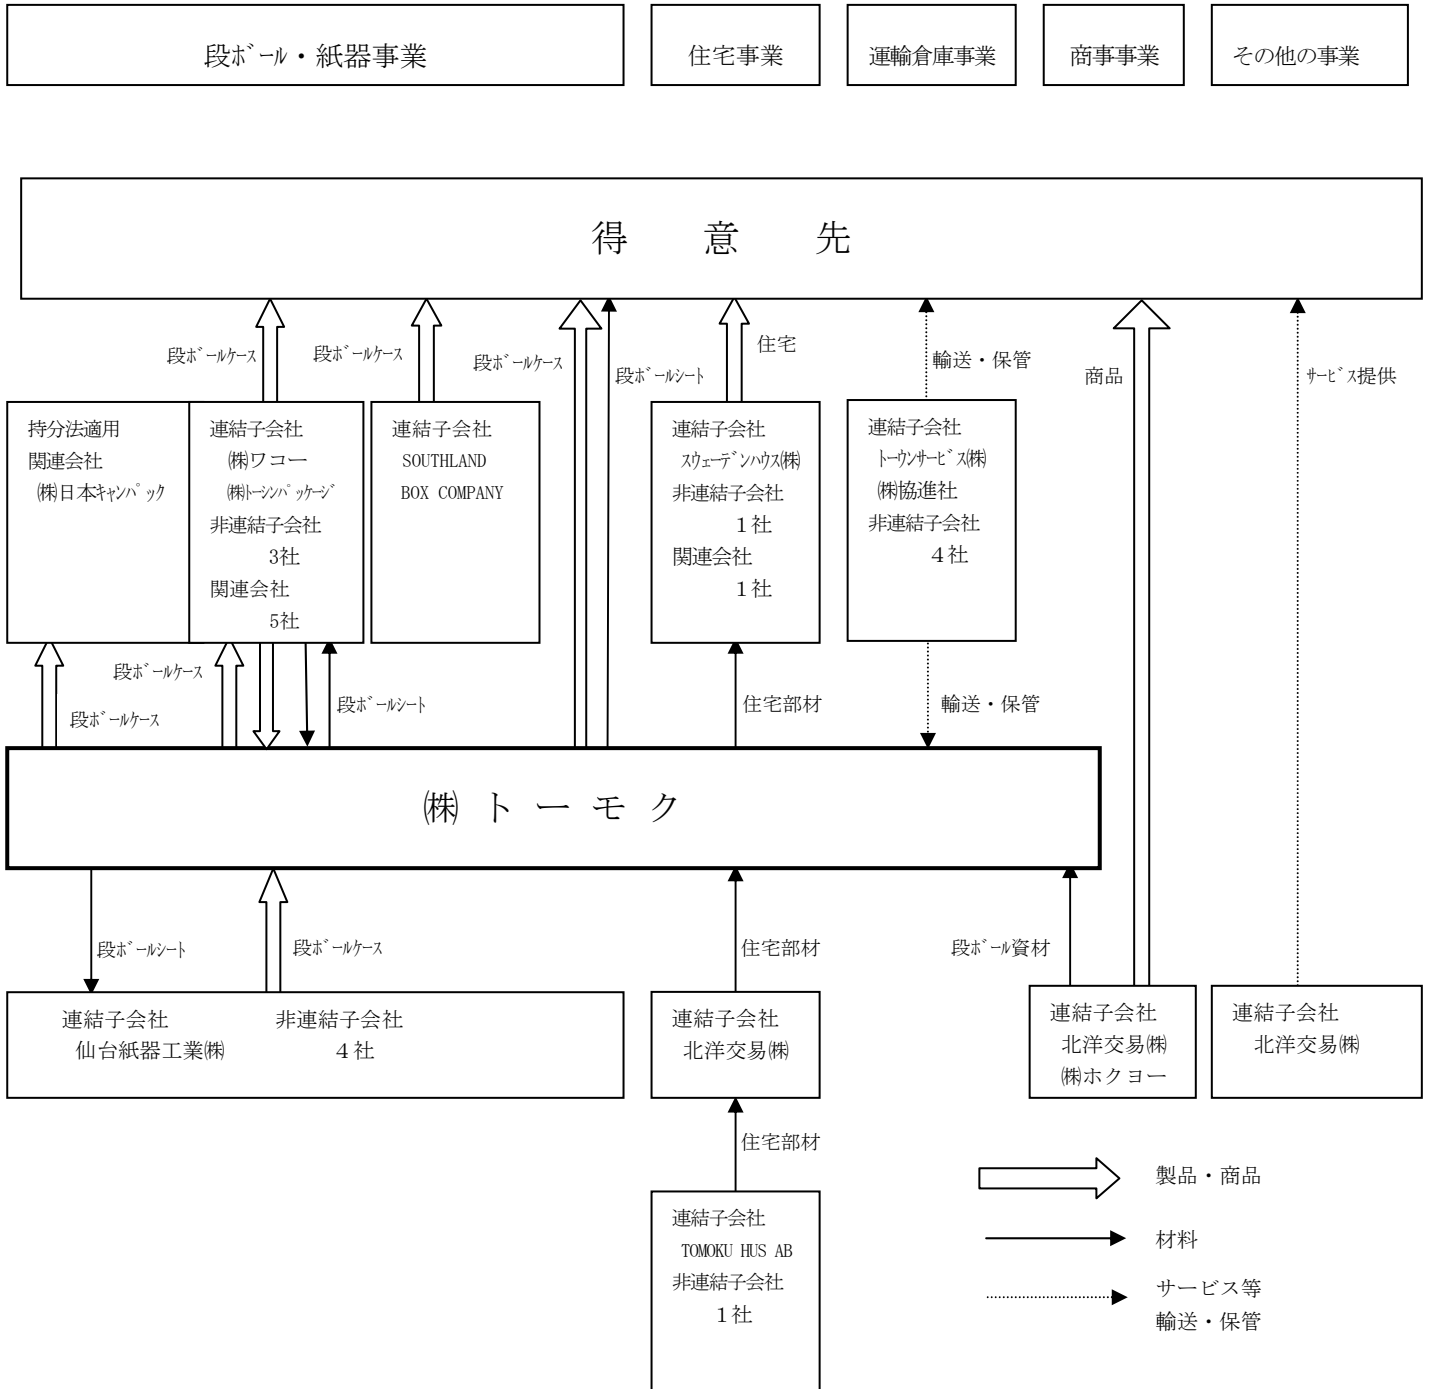 段ボール・紙器事業
住宅事業
運輸倉庫事業
商事事業
その他の事業
得意先
段ボールケース
段ボールケース
段ボールケース
段ボールシート
住宅
輸送・保管
商品
サービス提供
持分法適用
関連会社
㈱日本キャンパック
連結子会社
㈱ワコー
㈱トーシンパッケージ
非連結子会社
3社
関連会社
5社
連結子会社
SOUTHLAND
BOX COMPANY
連結子会社
スウェーデンハウス㈱
非連結子会社
1社
関連会社
1社
連結子会社
トーウンサービス㈱
㈱協進社
非連結子会社
4社
段ボールケース
段ボールケース
段ボールシート
住宅部材
輸送・保管
㈱トーモク
段ボールシート
段ボールケース
住宅部材
段ボール資材
連結子会社
仙台紙器工業㈱
非連結子会社
4社
連結子会社
北洋交易㈱
連結子会社
北洋交易㈱
㈱ホクヨー
連結子会社
北洋交易㈱
住宅部材
連結子会社
TOMOKU HUS AB
非連結子会社
1社
製品・商品
材料
サービス等
輸送・保管